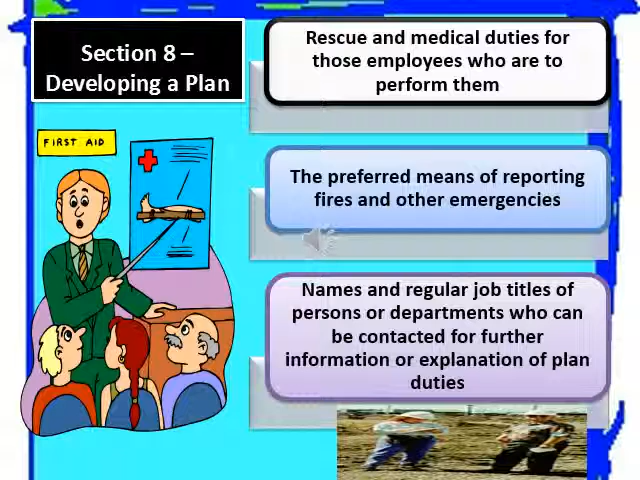 Section 8 –
Developing a Plan
FIRST AID
Rescue and medical duties for
those employees who are to
perform them
The preferred means of reporting
fires and other emergencies
Names and regular job titles of
persons or departments who can
be contacted for further
information or explanation of plan
duties